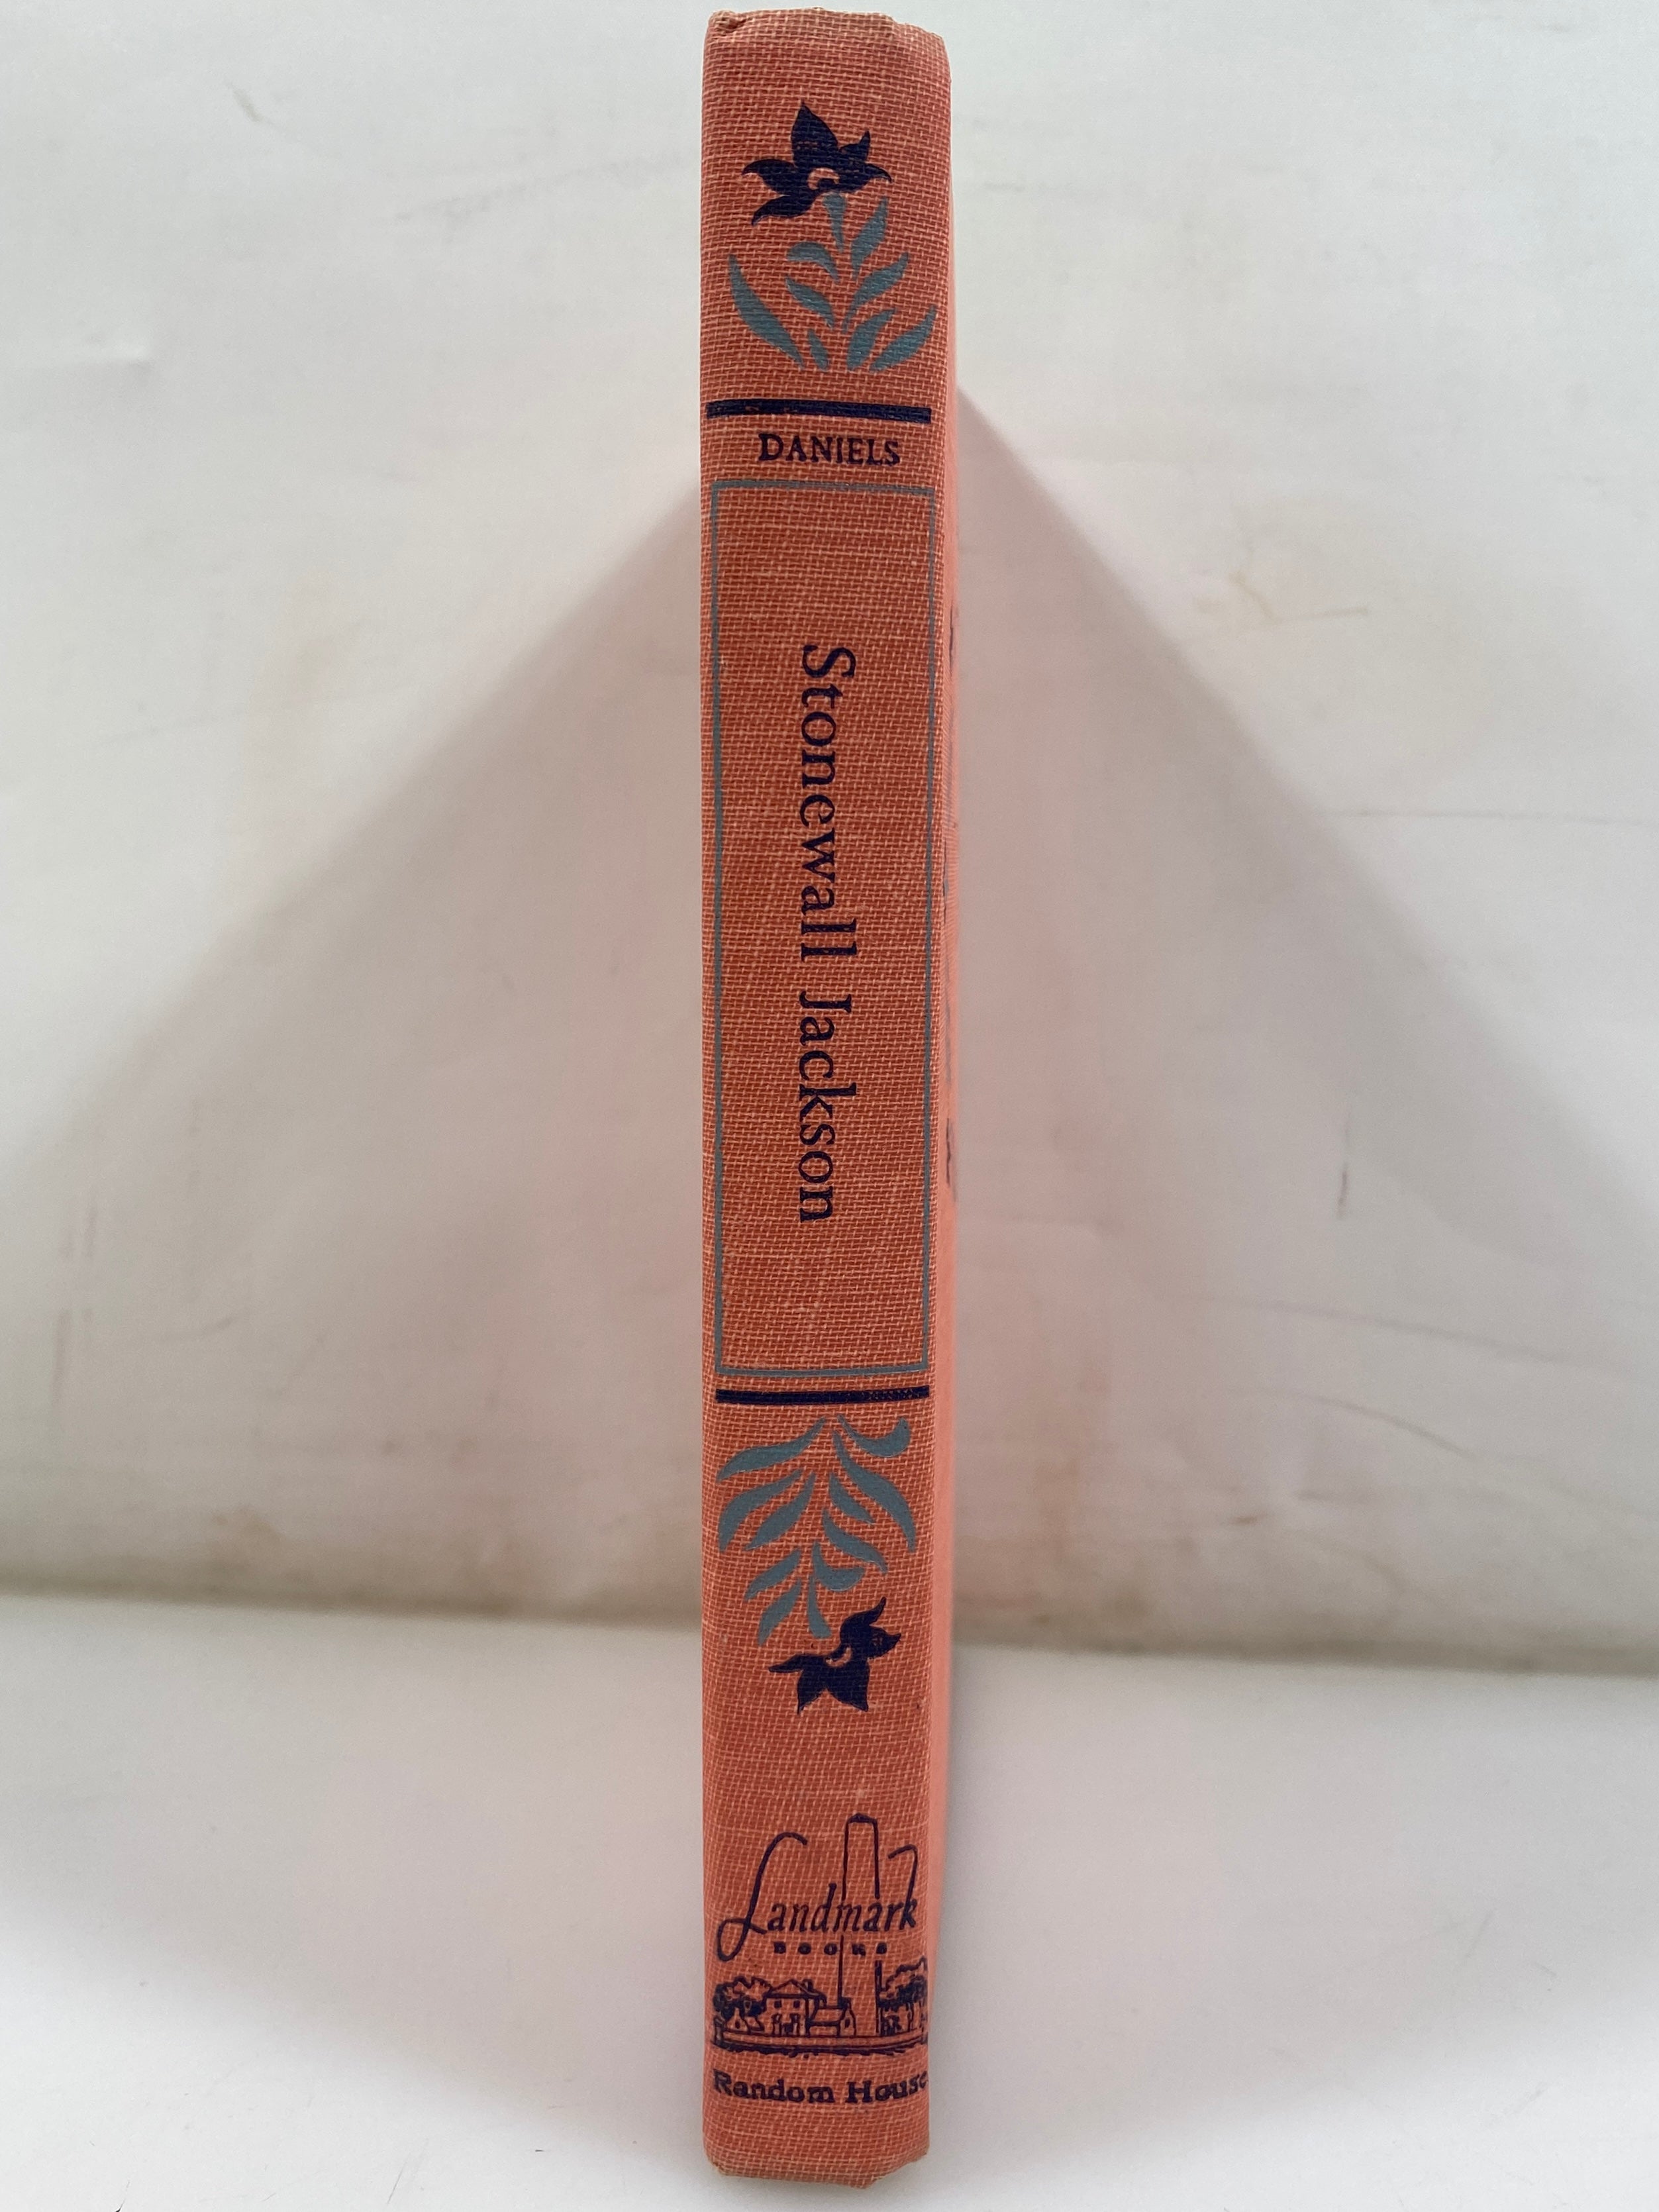 DANIELS
Stonewall Jackson
Landmark
BOOKS
Random House